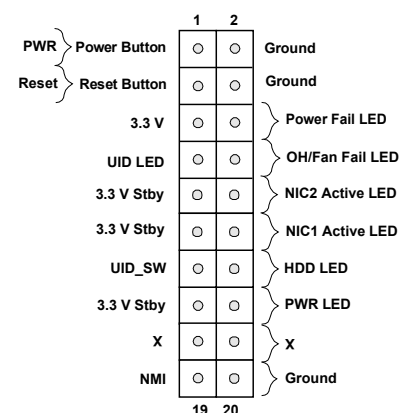 1 2
PWR Power Button Ground
Reset Reset Button Ground
3.3 V Power Fail LED
UID LED OH/Fan Fail LED
3.3 V Stby NIC2 Active LED
3.3 V Stby NIC1 Active LED
UID_SW HDD LED
3.3 V Stby PWR LED
X X
NMI Ground
19 20